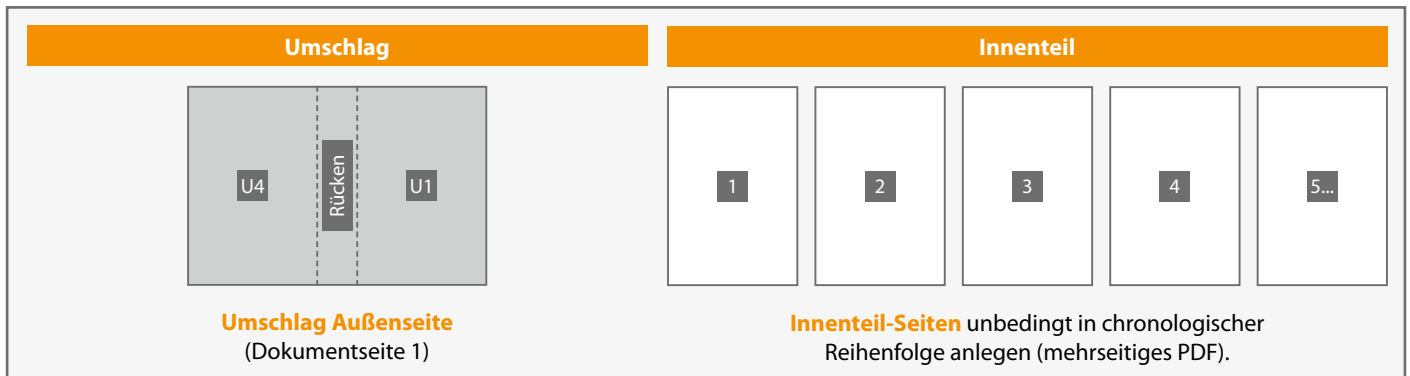 Umschlag
U4
Rücken
U1
Umschlag Außenseite
(Dokumentseite 1)
Innenteil
1
2
3
4
5...
Innenteil-Seiten unbedingt in chronologischer
Reihenfolge anlegen (mehrseitiges PDF).